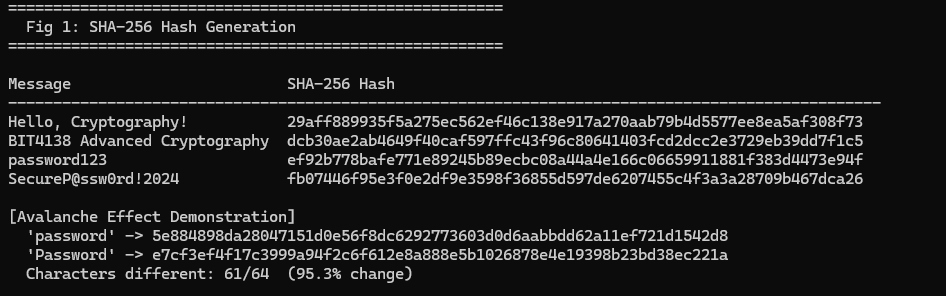 =======================================================
Fig 1: SHA-256 Hash Generation
=======================================================
Message SHA-256 Hash
-------------------------------------------------------------------------------------------------
Hello, Cryptography! 29aff889935f5a275ec562ef46c138e917a270aab79b4d5577ee8ea5af308f73
BIT4138 Advanced Cryptography dcb30ae2ab4649f40caf597ffc43f96c80641403fcd2dcc2e3729eb39dd7f1c5
password123 ef92b778bafe771e89245b89ecbc08a44a4e166c06659911881f383d4473e94f
SecureP@ssw0rd!2024 fb07446f95e3f0e2df9e3598f36855d597de6207455c4f3a3a28709b467dca26
[Avalanche Effect Demonstration]
'password' -> 5e884898da28047151d0e56f8dc6292773603d0d6aabbdd62a11ef721d1542d8
'Password' -> e7cf3ef4f17c3999a94f2c6f612e8a888e5b1026878e4e19398b23bd38ec221a
Characters different: 61/64 (95.3% change)